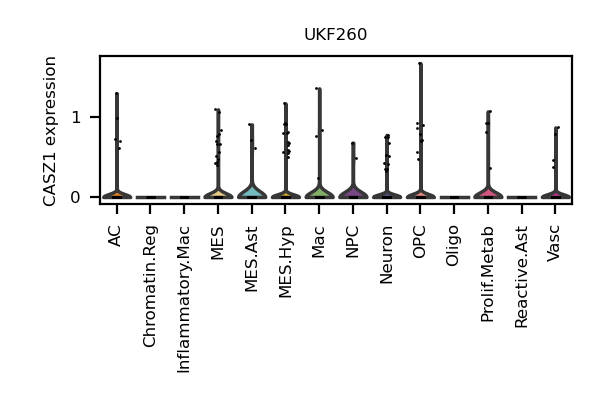 UKF260
CASZ1 expression
1
0
AC
Chromatin.Reg
Inflammatory.Mac
MES
MES.Ast
MES.Hyp
Mac
NPC
Neuron
OPC
Oligo
Prolif.Metab
Reactive.Ast
Vasc